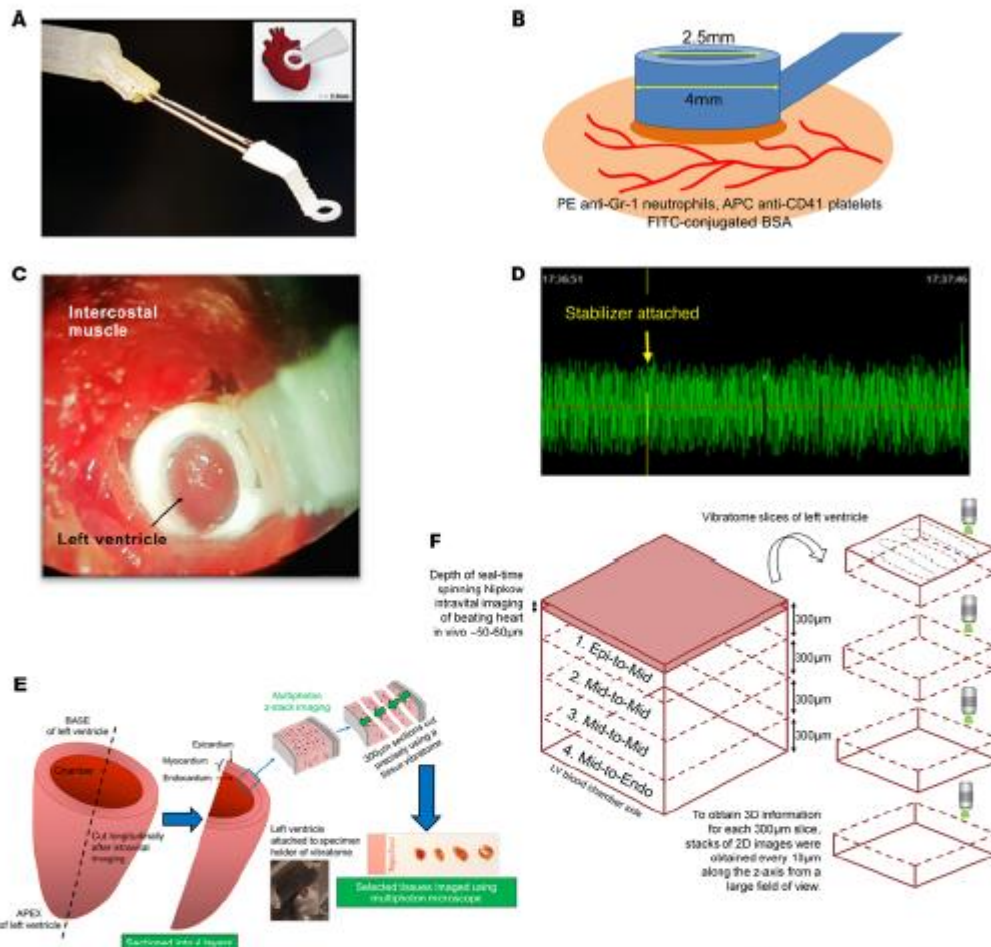 A
B
2.5mm
4mm
PE anti-Gr-1 neutrophils, APC anti-CD41 platelets
FITC-conjugated BSA
C
Intercostal
muscle
Left ventricle
D
17:36:51
17:37:46
Stabilizer attached
E
BASE
of left ventricle
Chamber
Cut longitudinally
after intravital
imaging
APEX
of left ventricle
Epicardium
Myocardium
Endocardium
Sectioned into 4 layers
Multiphoton
z-stack imaging
300µm sections cut
precisely using a
tissue vibratome
Left ventricle
attached to specimen
holder of vibratome
Selected tissues imaged using
multiphoton microscope
F
Vibratome slices of left ventricle
Depth of real-time
spinning Nipkow
intravital imaging
of beating heart
in vivo ~50-60µm
1. Epi-to-Mid
2. Mid-to-Mid
3. Mid-to-Mid
4. Mid-to-Endo
LV blood chamber side
300µm
300µm
300µm
300µm
To obtain 3D information
for each 300µm slice,
stacks of 2D images were
obtained every 10µm
along the z-axis from a
large field of view.